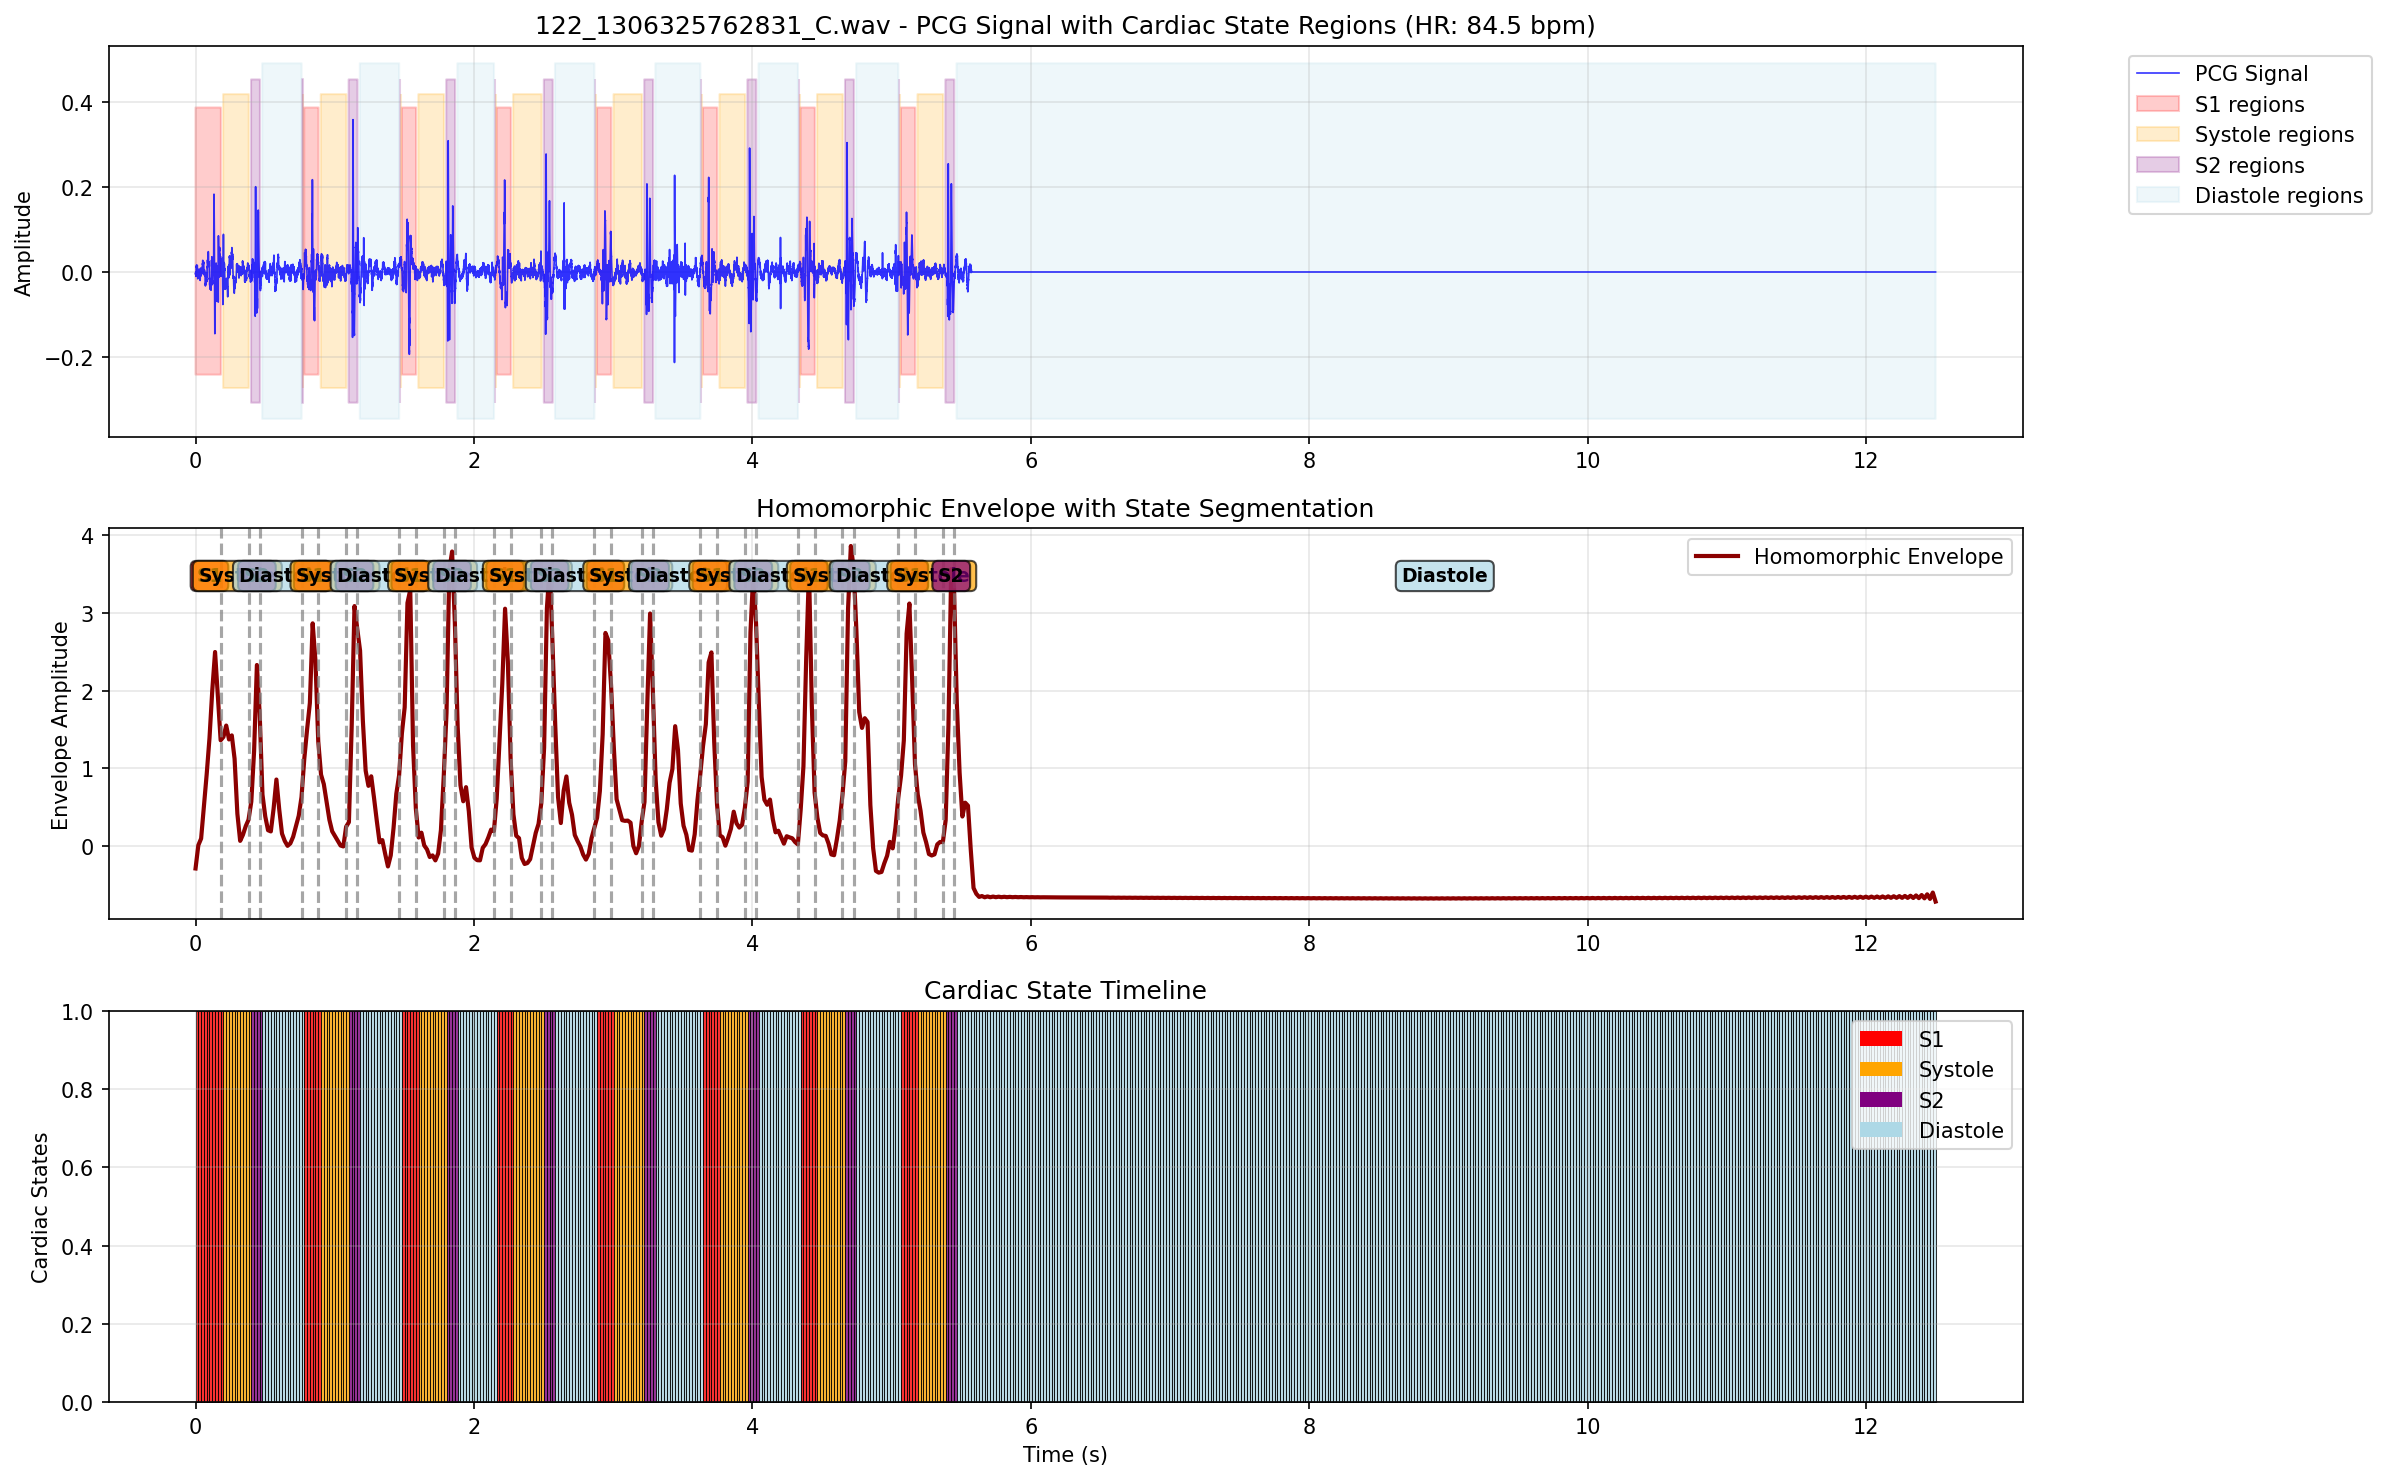 122_1306325762831_C.wav - PCG Signal with Cardiac State Regions (HR: 84.5 bpm)
Amplitude
0.4
0.2
0.0
−0.2
0 2 4 6 8 10 12
PCG Signal
S1 regions
Systole regions
S2 regions
Diastole regions
Homomorphic Envelope with State Segmentation
Envelope Amplitude
4
3
2
1
0
Sys Diast Sys Diast Sys Diast Sys Diast Syst Diast Sys Diast Sys Diast Syst S2 Diastole
Homomorphic Envelope
0 2 4 6 8 10 12
Cardiac State Timeline
Cardiac States
1.0
0.8
0.6
0.4
0.2
0.0
S1
Systole
S2
Diastole
0 2 4 6 8 10 12
Time (s)